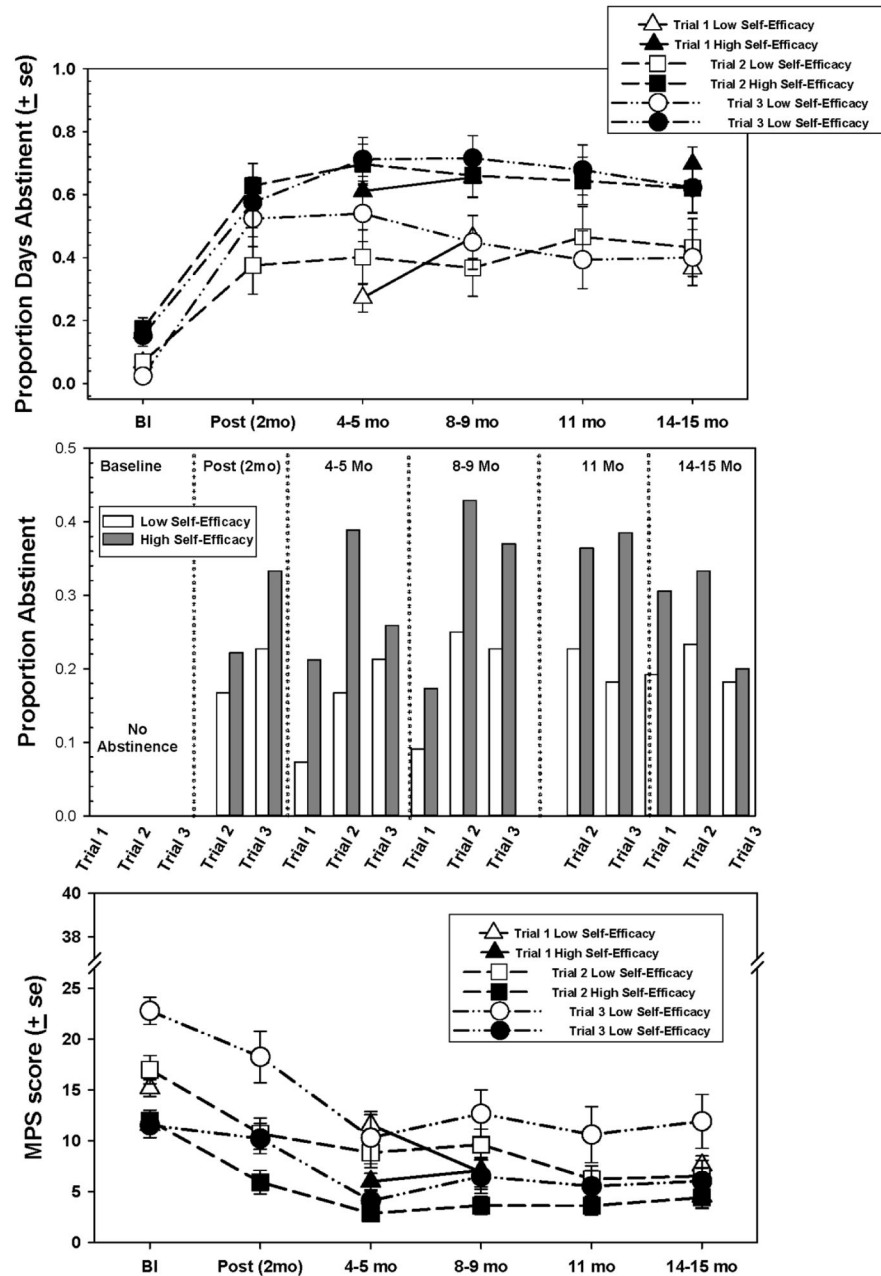 Trial 1 Low Self-Efficacy
Trial 1 High Self-Efficacy
Trial 2 Low Self-Efficacy
Trial 2 High Self-Efficacy
Trial 3 Low Self-Efficacy
Trial 3 Low Self-Efficacy
Proportion Days Abstinent (± se)
1.0
0.8
0.6
0.4
0.2
0.0
BI Post (2mo) 4-5 mo 8-9 mo 11 mo 14-15 mo
Proportion Abstinent
0.5
0.4
0.3
0.2
0.1
0.0
Baseline Post (2mo) 4-5 Mo 8-9 Mo 11 Mo 14-15 Mo
Low Self-Efficacy
High Self-Efficacy
No
Abstinence
Trial 1 Trial 2 Trial 3 Trial 2 Trial 3 Trial 1 Trial 2 Trial 3 Trial 1 Trial 2 Trial 3 Trial 2 Trial 3 Trial 1 Trial 2 Trial 3
MPS score (± se)
40
38
25
20
15
10
5
0
Trial 1 Low Self-Efficacy
Trial 1 High Self-Efficacy
Trial 2 Low Self-Efficacy
Trial 2 High Self-Efficacy
Trial 3 Low Self-Efficacy
Trial 3 Low Self-Efficacy
BI Post (2mo) 4-5 mo 8-9 mo 11 mo 14-15 mo